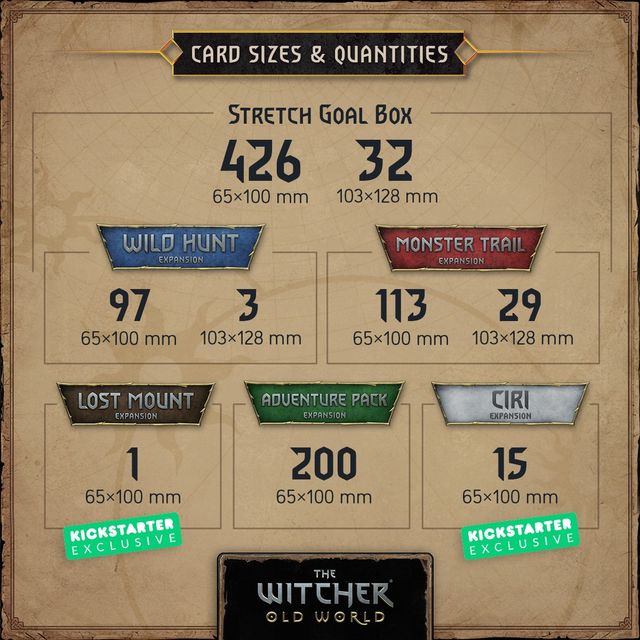 CARD SIZES & QUANTITIES
STRETCH GOAL BOX
426 32
65×100 mm 103×128 mm
WILD HUNT MONSTER TRAIL
EXPANSION EXPANSION
97 3 113 29
65×100 mm 103×128 mm 65×100 mm 103×128 mm
LOST MOUNT ADVENTURE PACK CIRI
EXPANSION EXPANSION EXPANSION
1 200 15
65×100 mm 65×100 mm 65×100 mm
KICKSTARTER KICKSTARTER
EXCLUSIVE EXCLUSIVE
THE
WITCHER®
OLD WORLD